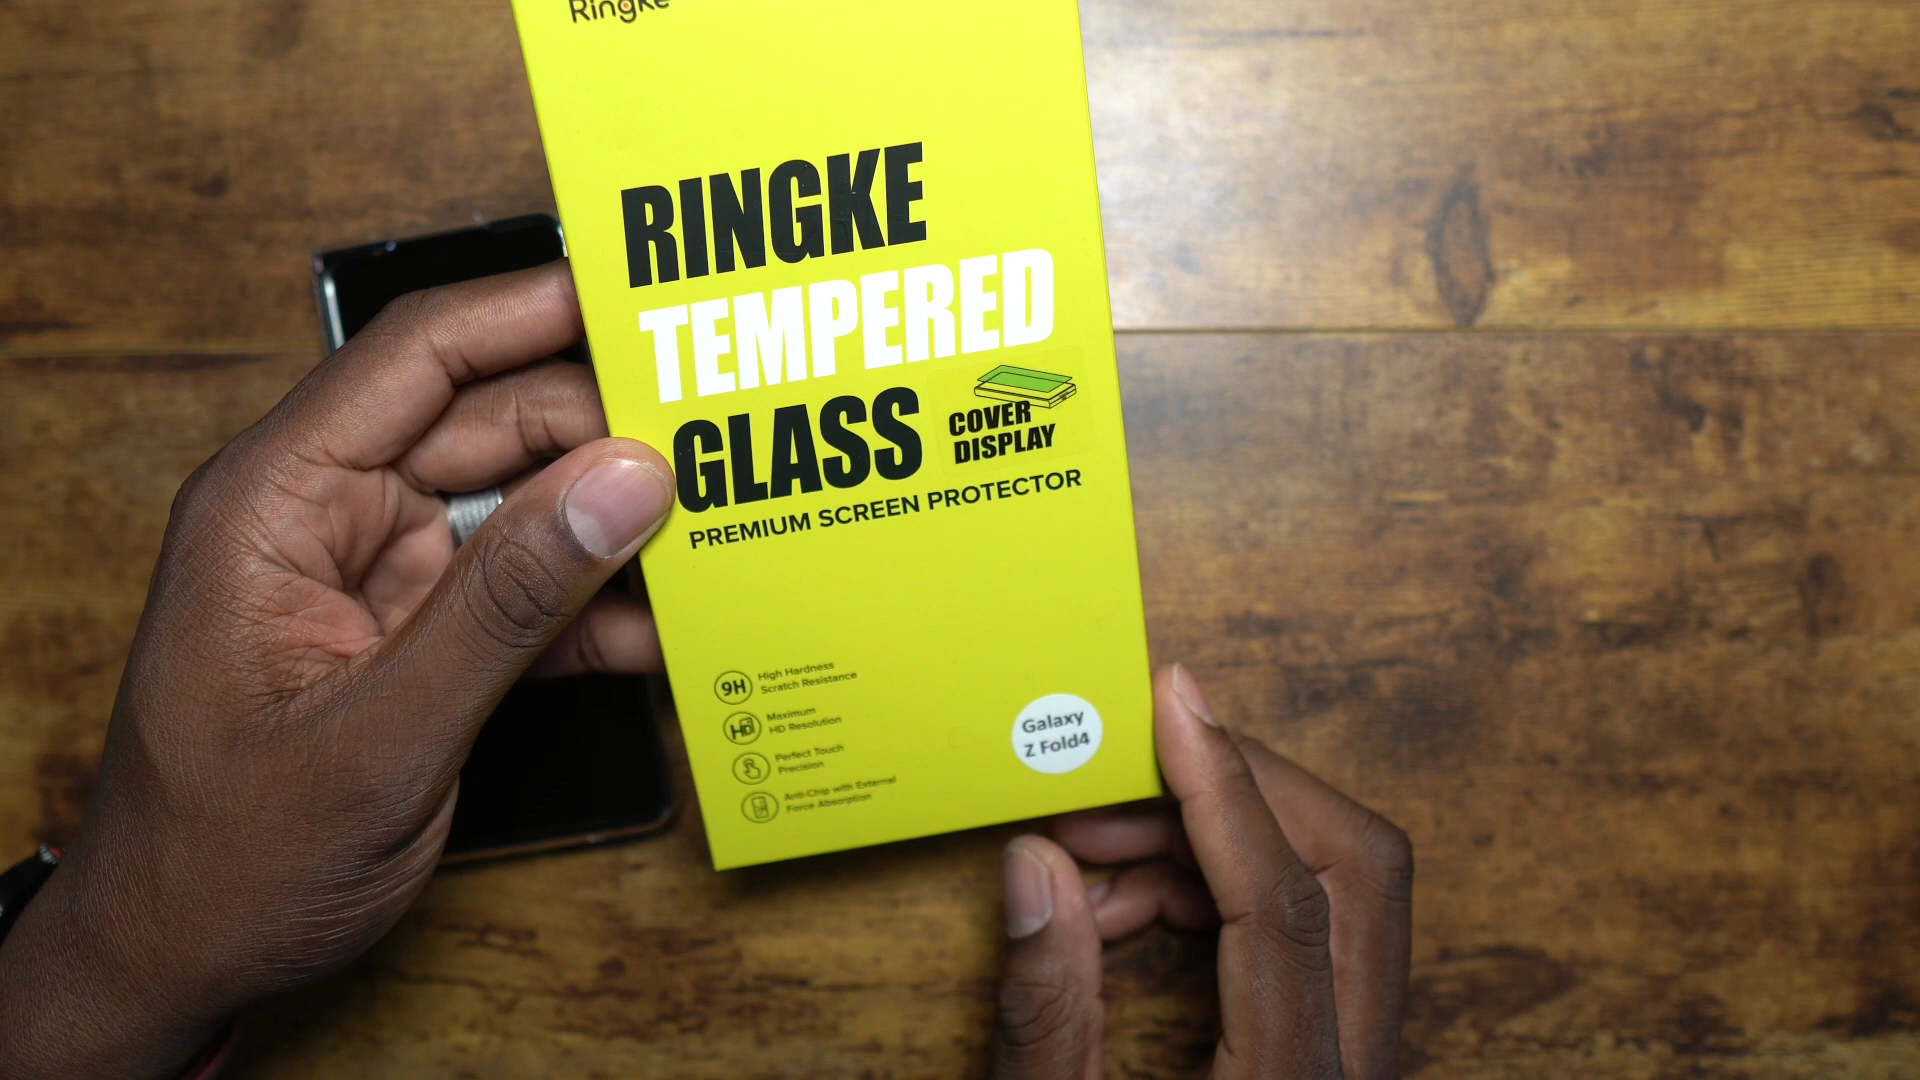 Ringke
RINGKE
TEMPERED
GLASS
COVER
DISPLAY
PREMIUM SCREEN PROTECTOR
9H
High Hardness
Scratch Resistance
HD
Maximum
HD Resolution
Perfect Touch
Precision
Anti-Chip with External
Force Absorption
Galaxy
Z Fold4